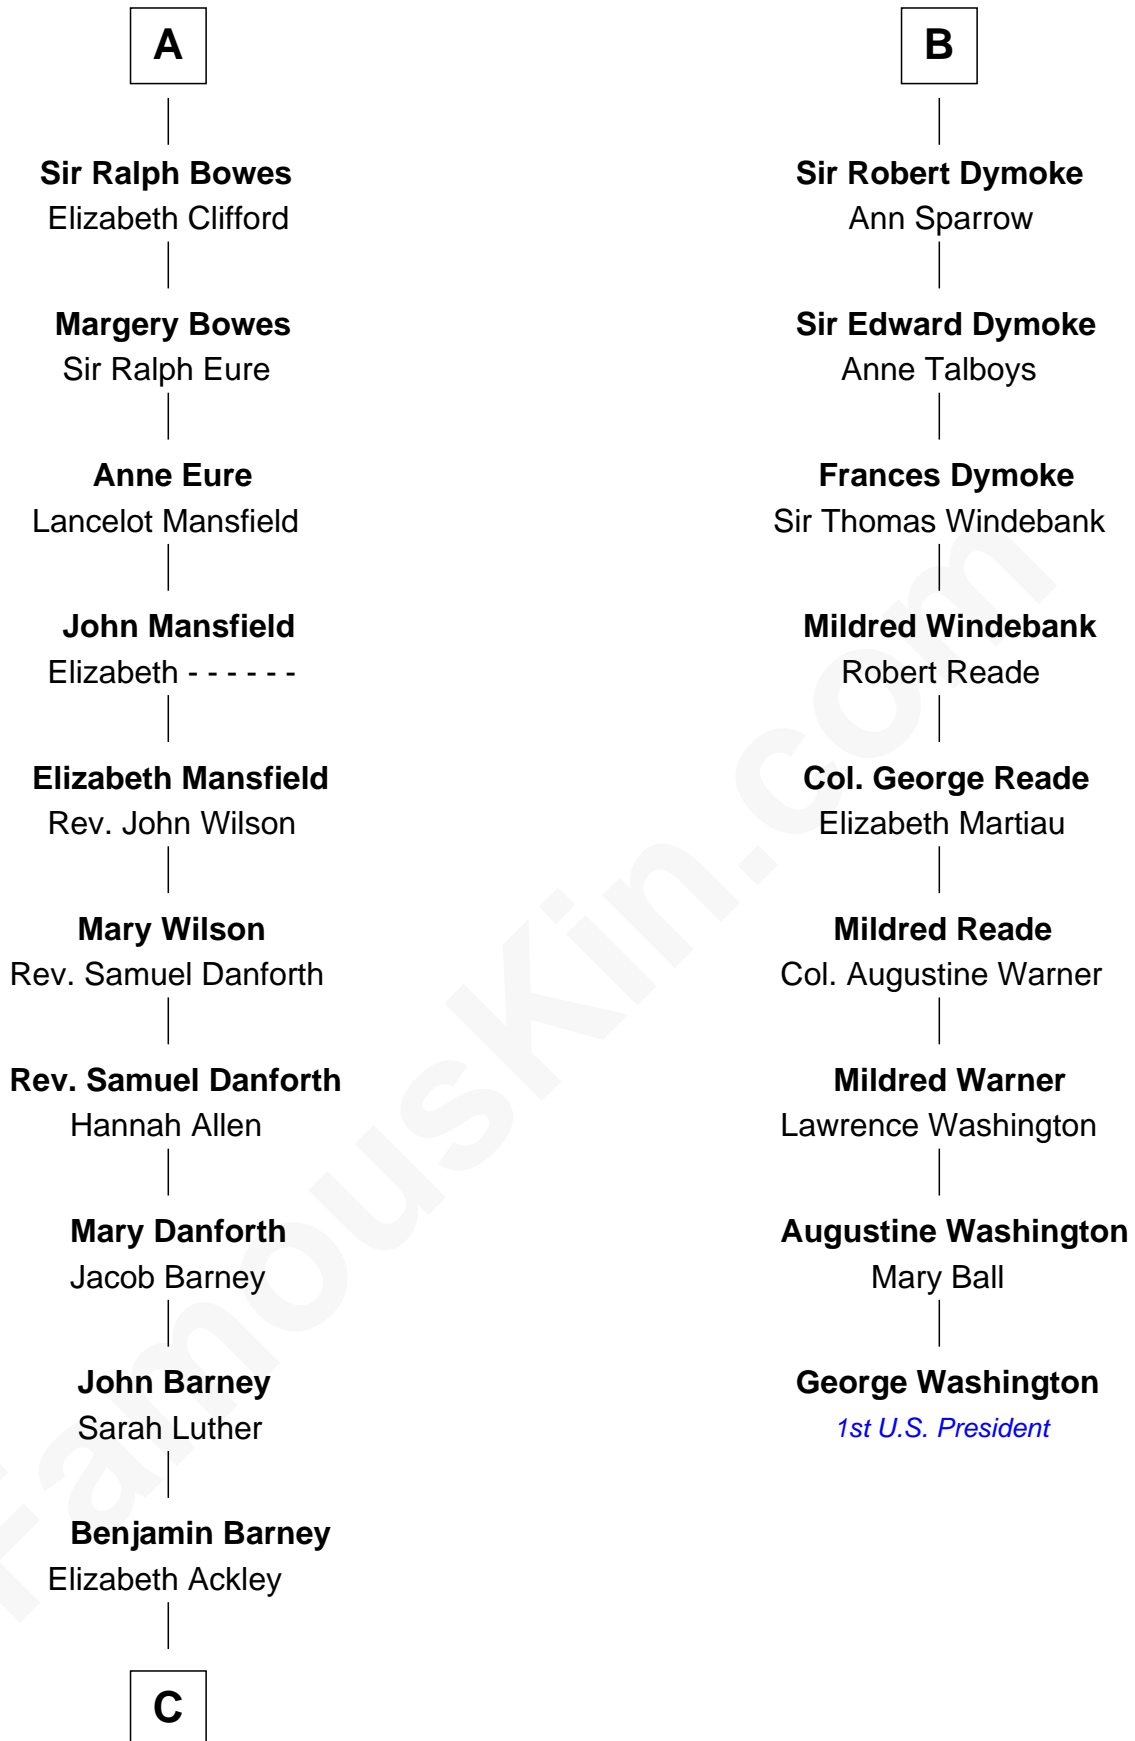 A
Sir Ralph Bowes
Elizabeth Clifford
Margery Bowes
Sir Ralph Eure
Anne Eure
Lancelot Mansfield
John Mansfield
Elizabeth - - - - - -
Elizabeth Mansfield
Rev. John Wilson
Mary Wilson
Rev. Samuel Danforth
Rev. Samuel Danforth
Hannah Allen
Mary Danforth
Jacob Barney
John Barney
Sarah Luther
Benjamin Barney
Elizabeth Ackley
C
B
Sir Robert Dymoke
Ann Sparrow
Sir Edward Dymoke
Anne Talboys
Frances Dymoke
Sir Thomas Windebank
Mildred Windebank
Robert Reade
Col. George Reade
Elizabeth Martiau
Mildred Reade
Col. Augustine Warner
Mildred Warner
Lawrence Washington
Augustine Washington
Mary Ball
George Washington
1st U.S. President
FamousKin.com